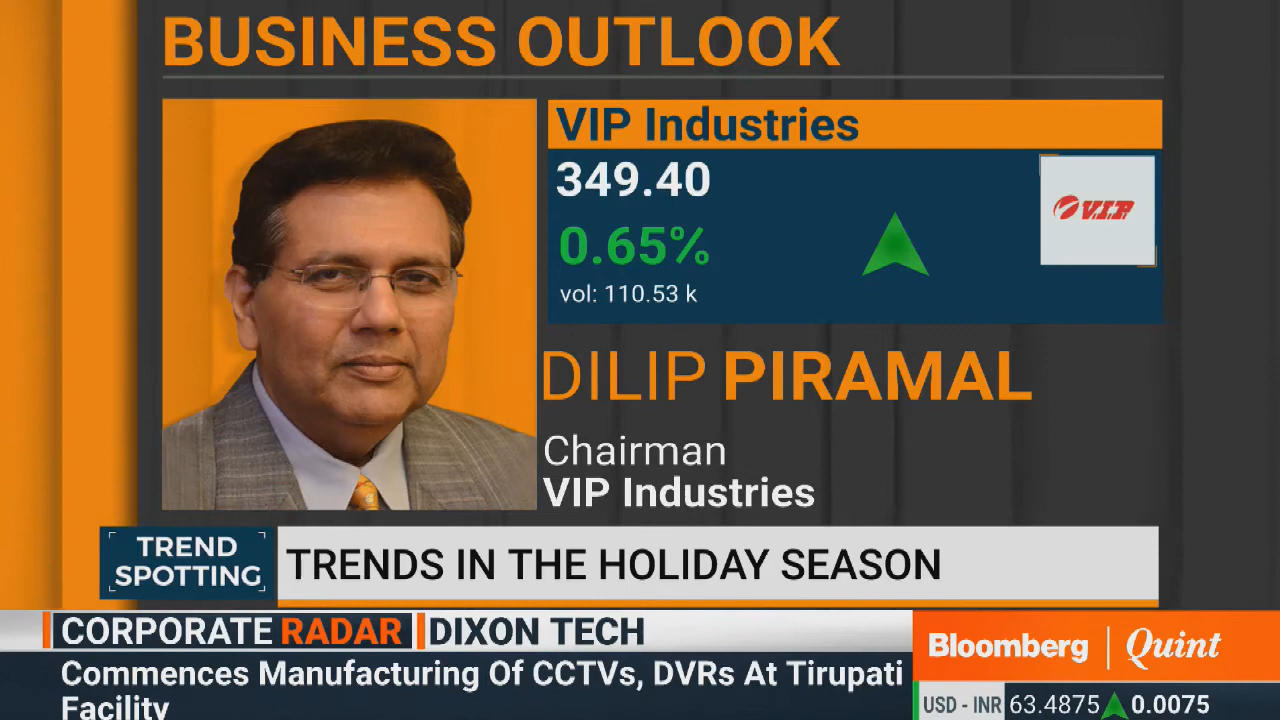 BUSINESS OUTLOOK
VIP Industries
349.40
0.65%
vol: 110.53 k
V.I.P.
DILIP PIRAMAL
Chairman
VIP Industries
TREND
SPOTTING
TRENDS IN THE HOLIDAY SEASON
CORPORATE RADAR DIXON TECH
Commences Manufacturing Of CCTVs, DVRs At Tirupati
Facility
Bloomberg | Quint
USD - INR 63.4875 0.0075